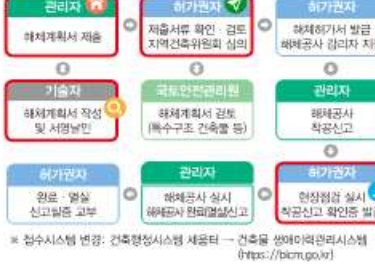 관리자
해체계획서 제출
허가권자
제출서류 확인 · 검토
지역건축위원회 심의
허가권자
해체허가서 발급
해체공사 감리자 지
기술자
해체계획서 작성
및 서명날인
국토안전관리원
해체계획서 검토
(특수구조 건축물 등)
관리자
해체공사
착공신고
허가권자
완료 · 멸실
신고필증 교부
관리자
해체공사 실시
해체공사 완료(멸실)신고
허가권자
현장점검 실시
착공신고 확인증 발
※ 접수시스템 변경: 건축행정시스템 세움터 → 건축물 생애이력관리시스템
(https://blcm.go.kr)